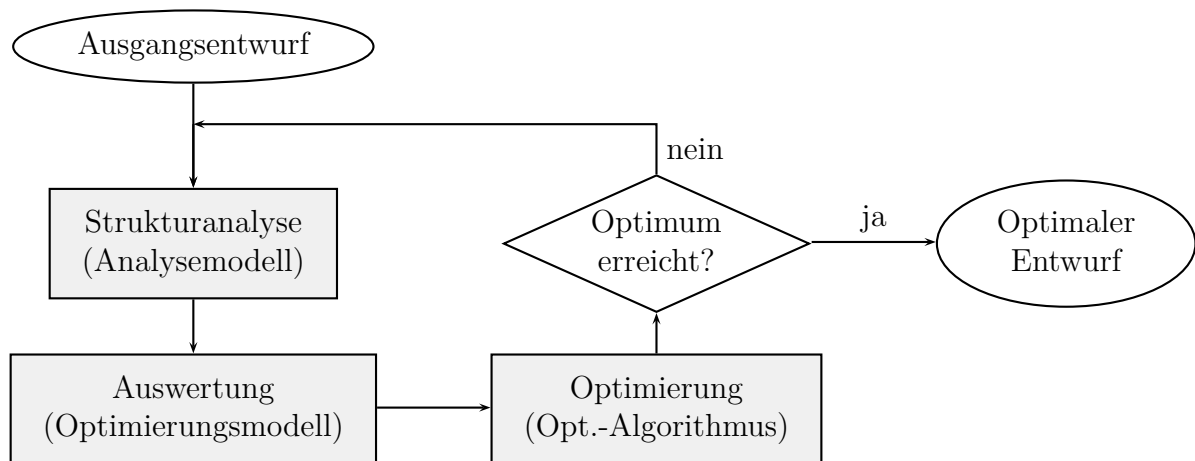 Ausgangsentwurf
Strukturanalyse
(Analysemodell)
Auswertung
(Optimierungsmodell)
Optimierung
(Opt.-Algorithmus)
Optimum
erreicht?
nein
ja
Optimaler
Entwurf